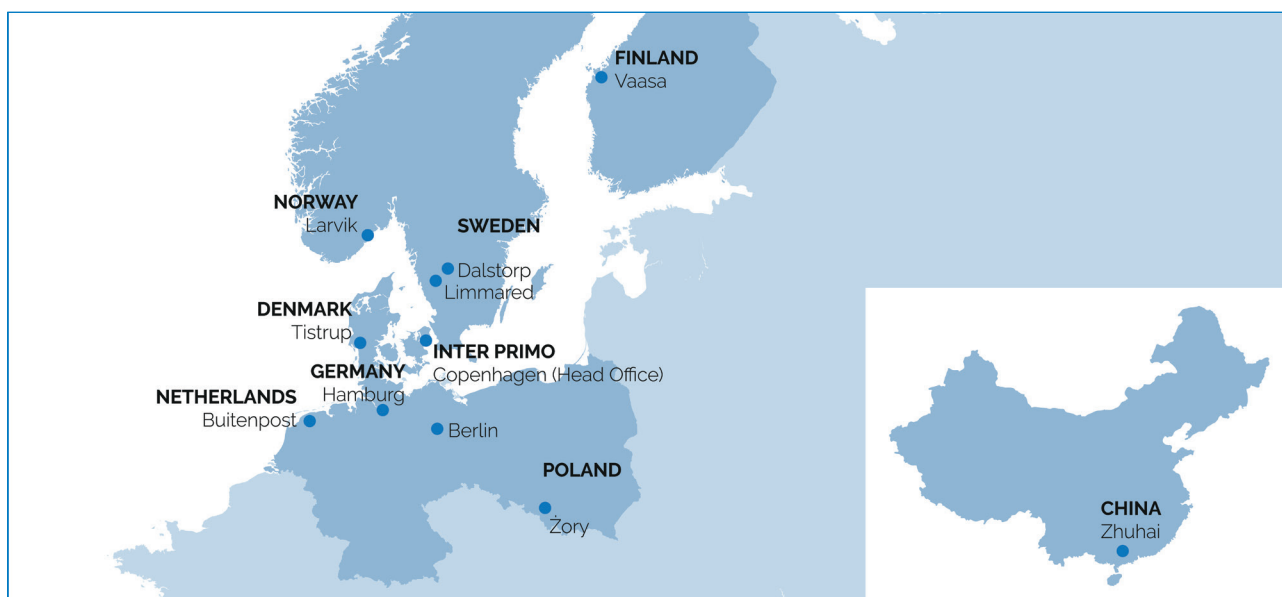 FINLAND
Vaasa
NORWAY
Larvik
SWEDEN
Dalstorp
Limmared
DENMARK
Tistrup
INTER PRIMO
Copenhagen (Head Office)
GERMANY
Hamburg
NETHERLANDS
Buitenpost
Berlin
POLAND
Żory
CHINA
Zhuhai